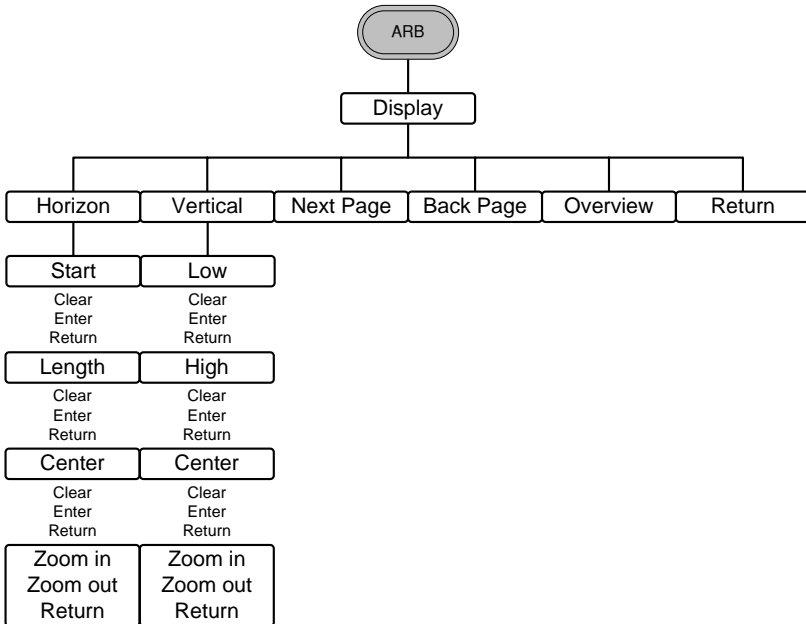 ARB
Display
Horizon Vertical Next Page Back Page Overview Return
Start Low
Clear Clear
Enter Enter
Return Return
Length High
Clear Clear
Enter Enter
Return Return
Center Center
Clear Clear
Enter Enter
Return Return
Zoom in Zoom in
Zoom out Zoom out
Return Return